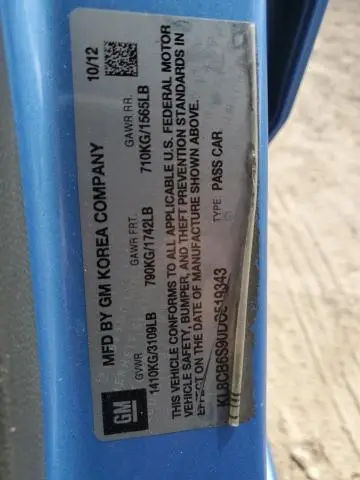 MFD BY GM KOREA COMPANY 10/12
GM
GVWR GAWR FRT. GAWR RR.
1410KG/3109LB 790KG/1742LB 710KG/1565LB
THIS VEHICLE CONFORMS TO ALL APPLICABLE U.S. FEDERAL MOTOR
VEHICLE SAFETY, BUMPER, AND THEFT PREVENTION STANDARDS IN
EFFECT ON THE DATE OF MANUFACTURE SHOWN ABOVE.
TYPE: PASS CAR
KL8CB6S90DC519343